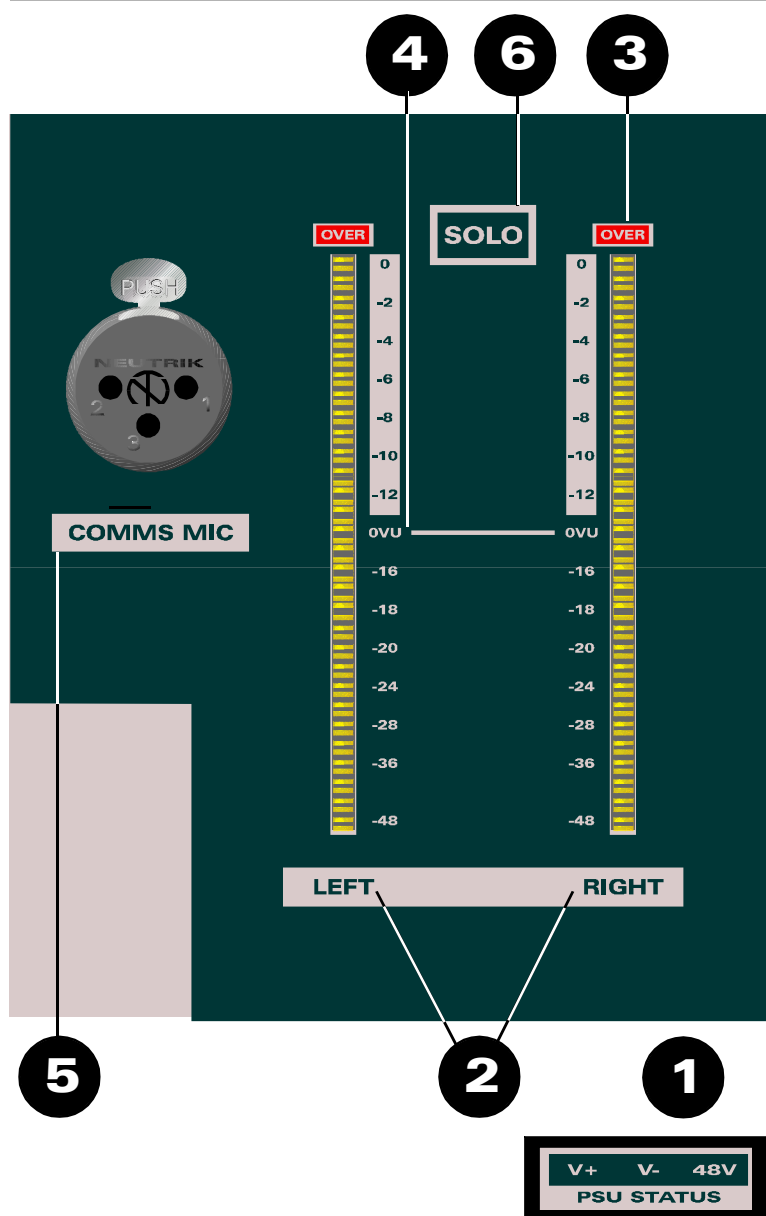 4 6 3
OVER SOLO OVER
PUSH
NEUTRIK
2 1
3
COMMS MIC
0 0
-2 -2
-4 -4
-6 -6
-8 -8
-10 -10
-12 -12
0VU 0VU
-16 -16
-18 -18
-20 -20
-24 -24
-28 -28
-36 -36
-48 -48
LEFT RIGHT
5 2 1
V+ V- 48V
PSU STATUS